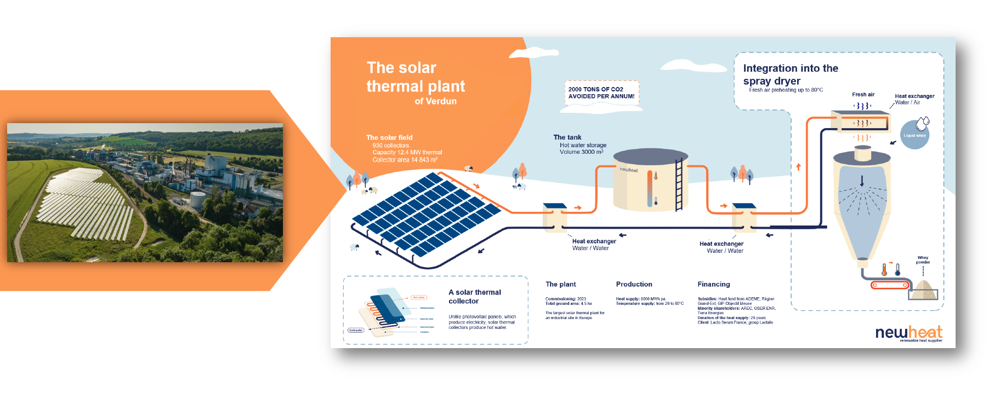 The solar
thermal plant
of Verdun
The solar field
930 collectors
Capacity 12.4 MW thermal
Collector area 14 843 m²
2000 TONS OF CO2
AVOIDED PER ANNUM!
The tank
Hot water storage
Volume 3000 m³
newheat
Heat exchanger
Water / Water
Heat exchanger
Water / Water
Integration into the
spray dryer
Fresh air preheating up to 80°C
Fresh air
Heat exchanger
Water / Air
Liquid whey
Whey
powder
Hot water
Tempered glass
Absorber plate
Heat exchanger
Insulation
Cold water
A solar thermal
collector
Unlike photovoltaic panels, which
produce electricity, solar thermal
collectors produce hot water.
The plant
Commissioning: 2023
Total ground area: 4.5 ha
The largest solar thermal plant for
an industrial site in Europe
Production
Heat supply: 8000 MWh pa
Temperature supply: from 20 to 80°C
Financing
Subsidies: Heat fund from ADEME, Région
Grand-Est, GIP Objectif Meuse
Minority shareholders: AREC, OSER ENR,
Terra Energies
Duration of the heat supply: 25 years
Client: Lacto Serum France, group Lactalis
newheat
renewable heat supplier